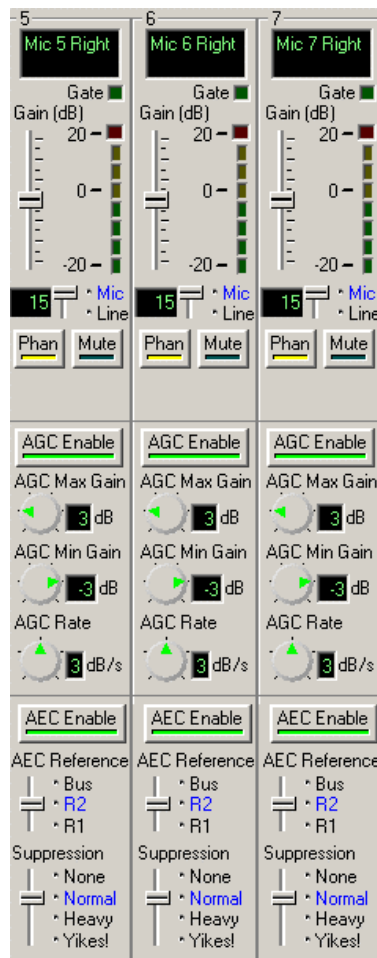 5 6 7
Mic 5 Right Mic 6 Right Mic 7 Right
Gate Gate Gate
Gain (dB) Gain (dB) Gain (dB)
20 20 20
0 0 0
-20 -20 -20
15 Mic 15 Mic 15 Mic
Line Line Line
Phan Mute Phan Mute Phan Mute
AGC Enable AGC Enable AGC Enable
AGC Max Gain AGC Max Gain AGC Max Gain
3 dB 3 dB 3 dB
AGC Min Gain AGC Min Gain AGC Min Gain
-3 dB -3 dB -3 dB
AGC Rate AGC Rate AGC Rate
3 dB/s 3 dB/s 3 dB/s
AEC Enable AEC Enable AEC Enable
AEC Reference AEC Reference AEC Reference
Bus Bus Bus
R2 R2 R2
R1 R1 R1
Suppression Suppression Suppression
None None None
Normal Normal Normal
Heavy Heavy Heavy
Yikes! Yikes! Yikes!